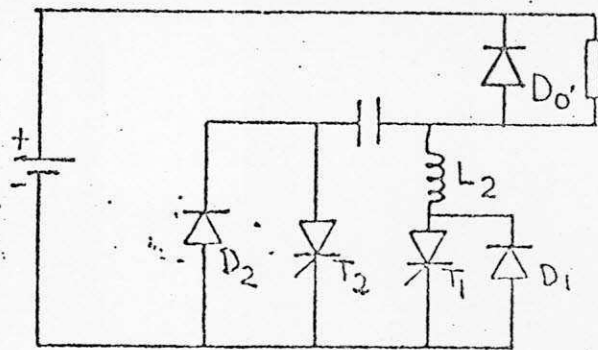 D₀'
+
-
L₂
D₂
T₂
T₁
D₁